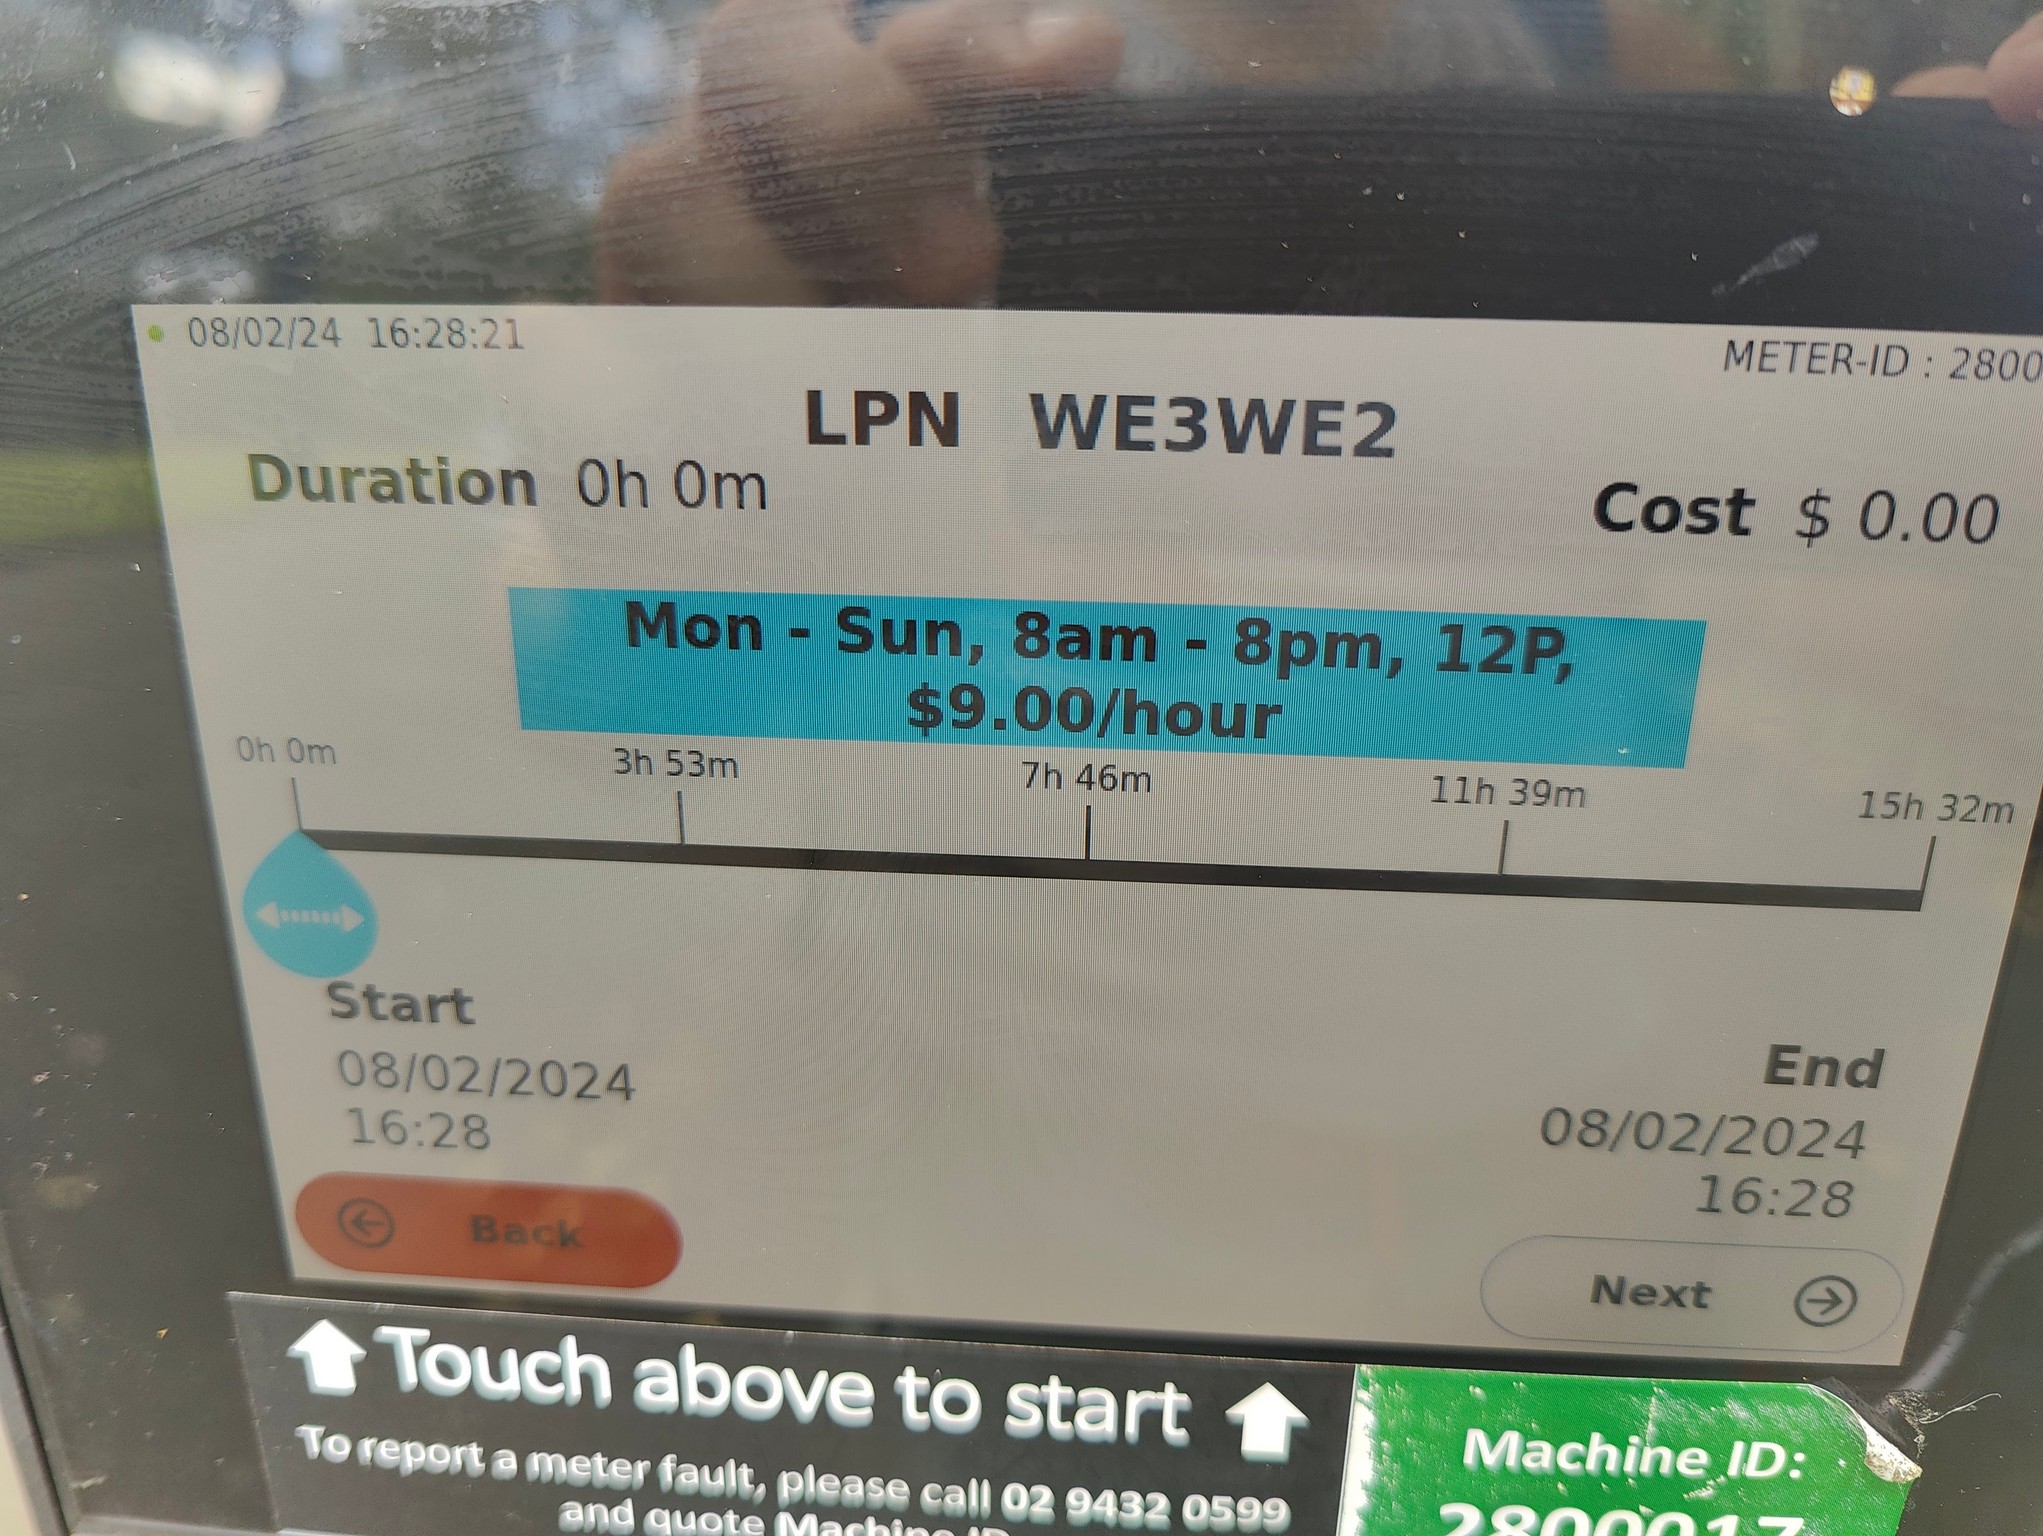 08/02/24 16:28:21
METER-ID : 2800
LPN WE3WE2
Duration 0h 0m
Cost $ 0.00
Mon - Sun, 8am - 8pm, 12P,
$9.00/hour
0h 0m 3h 53m 7h 46m 11h 39m 15h 32m
Start
08/02/2024
16:28
End
08/02/2024
16:28
Back
Next
Touch above to start
To report a meter fault, please call 02 9432 0599
and quote Machine ID
Machine ID:
2800017